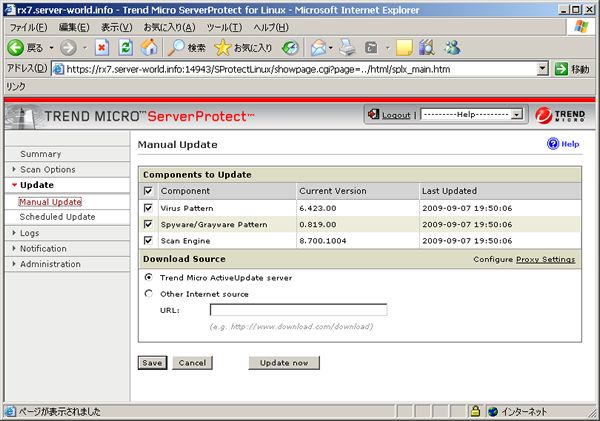 rx7.server-world.info - Trend Micro ServerProtect for Linux - Microsoft Internet Explorer
ファイル(F) 編集(E) 表示(V) お気に入り(A) ツール(T) ヘルプ(H)
戻る 検索 お気に入り
アドレス(D) https://rx7.server-world.info:14943/SProtectLinux/showpage.cgi?page=../html/splx_main.htm 移動
リンク
TREND MICRO™ ServerProtect™ Logout | ---------Help--------- TREND MICRO
Summary
Scan Options
Update
Manual Update
Scheduled Update
Logs
Notification
Administration
Manual Update Help
Components to Update
Component Current Version Last Updated
Virus Pattern 6.423.00 2009-09-07 19:50:06
Spyware/Grayware Pattern 0.819.00 2009-09-07 19:50:06
Scan Engine 8.700.1004 2009-09-07 19:50:06
Download Source Configure Proxy Settings
Trend Micro ActiveUpdate server
Other Internet source
URL:
(e.g. http://www.download.com/download)
Save Cancel Update now
ページが表示されました インターネット